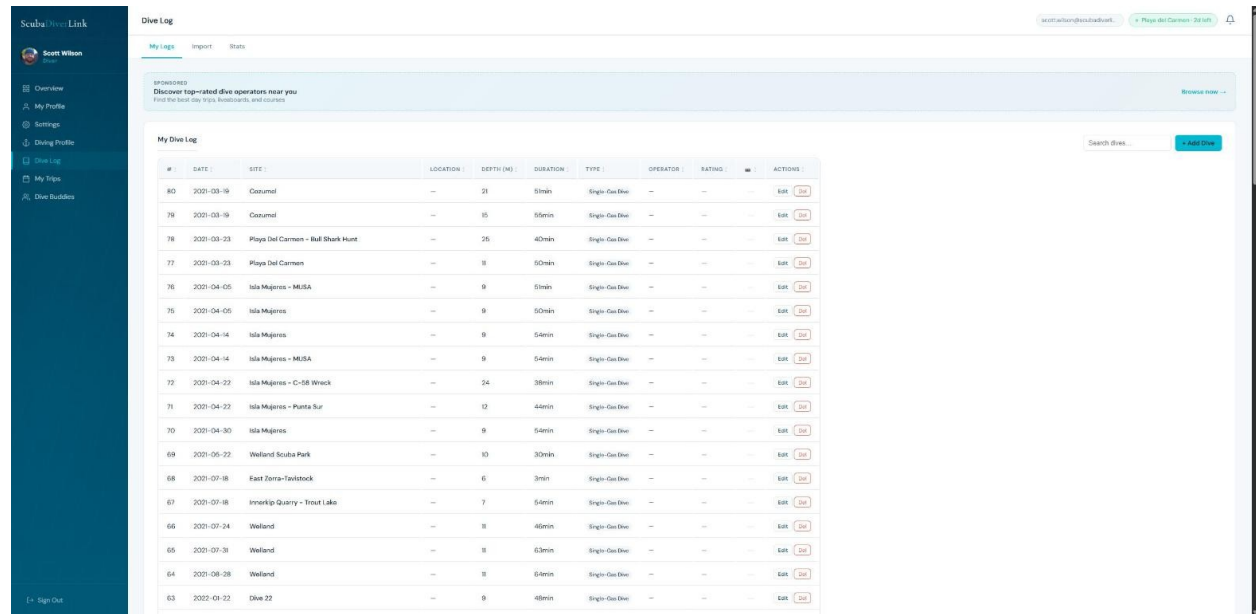 ScubaDiverLink
Dive Log
scott.wilson@scubadiverli...
Playa del Carmen · 2d left
Scott Wilson
Diver
My Logs Import Stats
Overview
My Profile
Settings
Diving Profile
Dive Log
My Trips
Dive Buddies
Sign Out
SPONSORED
Discover top-rated dive operators near you
Find the best day trips, liveaboards, and courses
Browse now →
My Dive Log
Search dives...
+ Add Dive
# DATE SITE LOCATION DEPTH (M) DURATION TYPE OPERATOR RATING ACTIONS
80 2021-03-19 Cozumel — 21 51min Single-Gas Dive — — — Edit Del
79 2021-03-19 Cozumel — 15 55min Single-Gas Dive — — — Edit Del
78 2021-03-23 Playa Del Carmen - Bull Shark Hunt — 25 40min Single-Gas Dive — — — Edit Del
77 2021-03-23 Playa Del Carmen — 11 50min Single-Gas Dive — — — Edit Del
76 2021-04-05 Isla Mujeres - MUSA — 9 51min Single-Gas Dive — — — Edit Del
75 2021-04-05 Isla Mujeres — 9 50min Single-Gas Dive — — — Edit Del
74 2021-04-14 Isla Mujeres — 9 54min Single-Gas Dive — — — Edit Del
73 2021-04-14 Isla Mujeres - MUSA — 9 54min Single-Gas Dive — — — Edit Del
72 2021-04-22 Isla Mujeres - C-58 Wreck — 24 38min Single-Gas Dive — — — Edit Del
71 2021-04-22 Isla Mujeres - Punta Sur — 12 44min Single-Gas Dive — — — Edit Del
70 2021-04-30 Isla Mujeres — 9 54min Single-Gas Dive — — — Edit Del
69 2021-05-22 Welland Scuba Park — 10 30min Single-Gas Dive — — — Edit Del
68 2021-07-18 East Zorra-Tavistock — 6 3min Single-Gas Dive — — — Edit Del
67 2021-07-18 Innerkip Quarry - Trout Lake — 7 54min Single-Gas Dive — — — Edit Del
66 2021-07-24 Welland — 11 46min Single-Gas Dive — — — Edit Del
65 2021-07-31 Welland — 11 63min Single-Gas Dive — — — Edit Del
64 2021-08-28 Welland — 11 64min Single-Gas Dive — — — Edit Del
63 2022-01-22 Dive 22 — 9 48min Single-Gas Dive — — — Edit Del